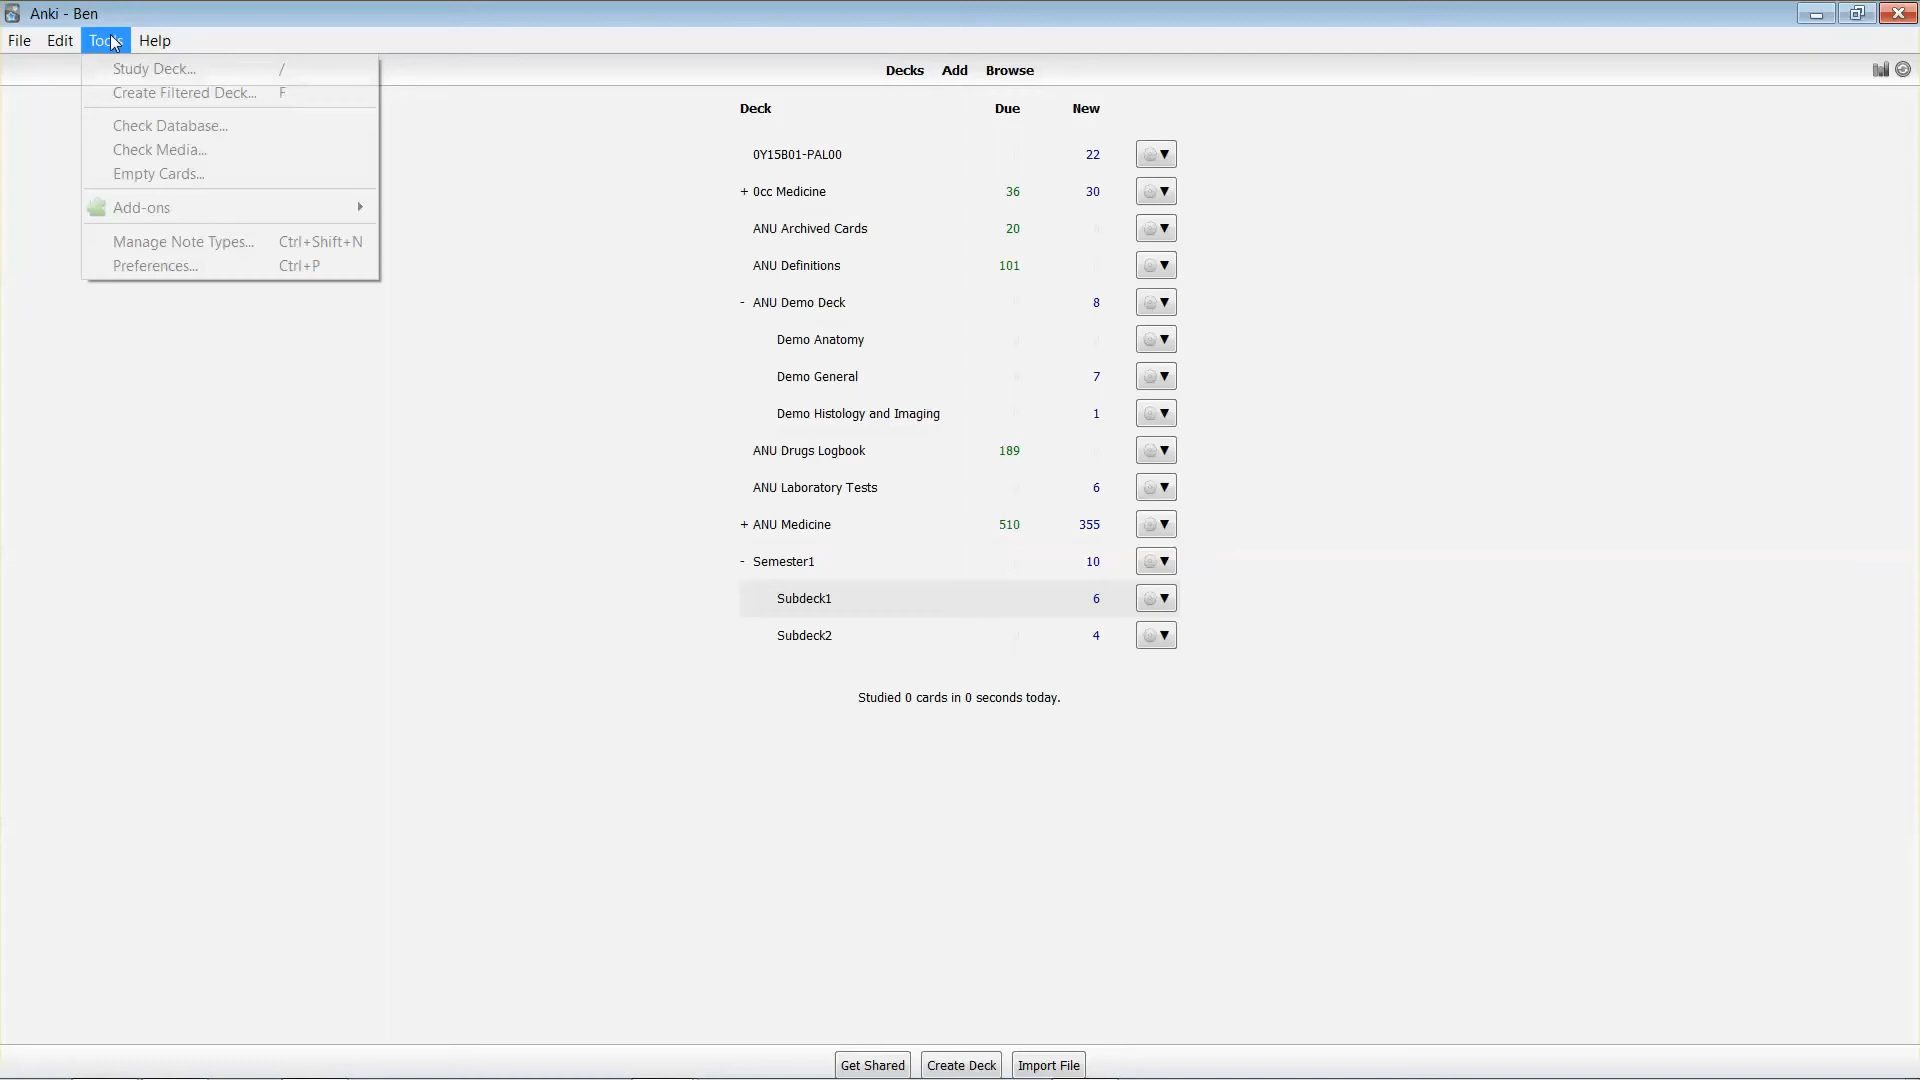 Anki - Ben
File Edit Tools Help
Study Deck... /
Create Filtered Deck... F
Check Database...
Check Media...
Empty Cards...
Add-ons
Manage Note Types... Ctrl+Shift+N
Preferences... Ctrl+P
Decks Add Browse
Deck Due New
0Y15B01-PAL00 22
+ 0cc Medicine 36 30
ANU Archived Cards 20
ANU Definitions 101
- ANU Demo Deck 8
Demo Anatomy
Demo General 7
Demo Histology and Imaging 1
ANU Drugs Logbook 189
ANU Laboratory Tests 6
+ ANU Medicine 510 355
- Semester1 10
Subdeck1 6
Subdeck2 4
Studied 0 cards in 0 seconds today.
Get Shared Create Deck Import File